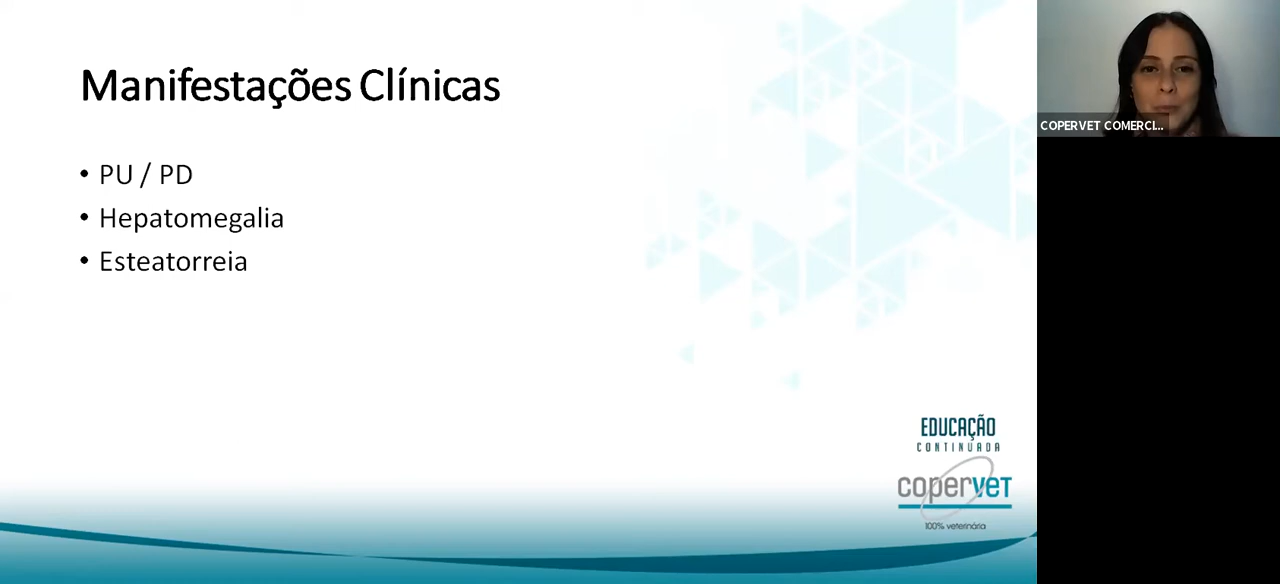 Manifestações Clínicas
• PU / PD
• Hepatomegalia
• Esteatorreia
EDUCAÇÃO
CONTINUADA
copervet
100% veterinária
COPERVET COMERCI...